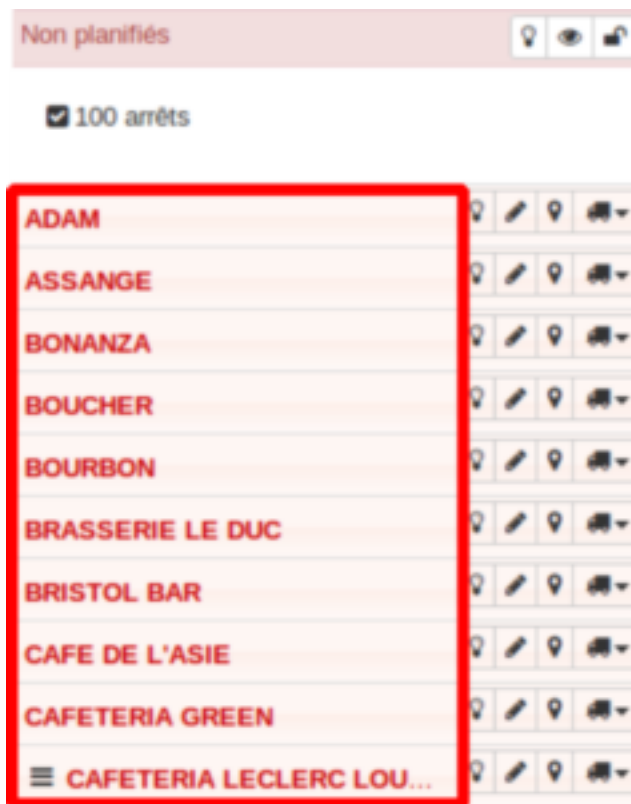 Non planifiés
100 arrêts
ADAM
ASSANGE
BONANZA
BOUCHER
BOURBON
BRASSERIE LE DUC
BRISTOL BAR
CAFE DE L'ASIE
CAFETERIA GREEN
CAFETERIA LECLERC LOU...